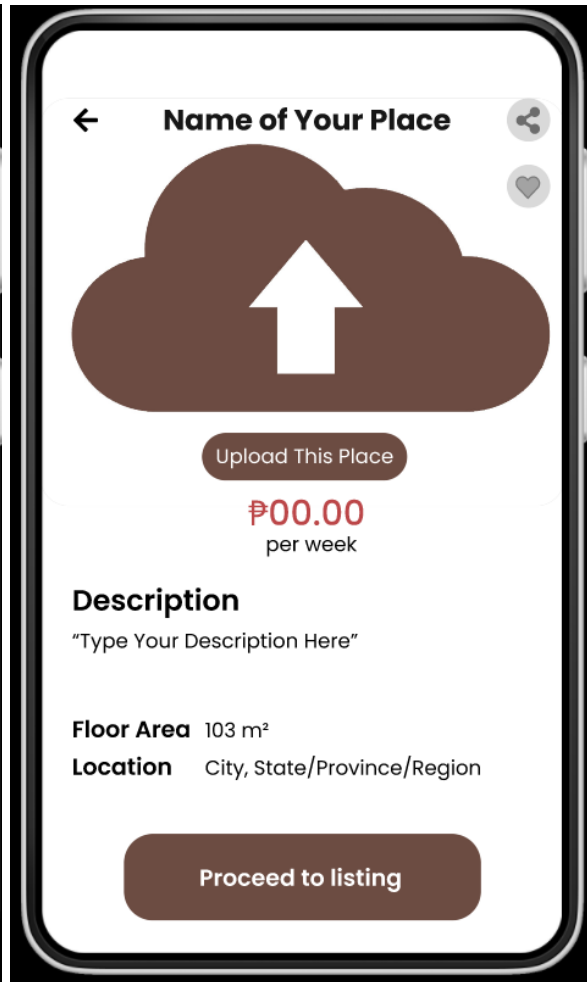 Name of Your Place
Upload This Place
₱00.00
per week
Description
“Type Your Description Here”
Floor Area 103 m²
Location City, State/Province/Region
Proceed to listing